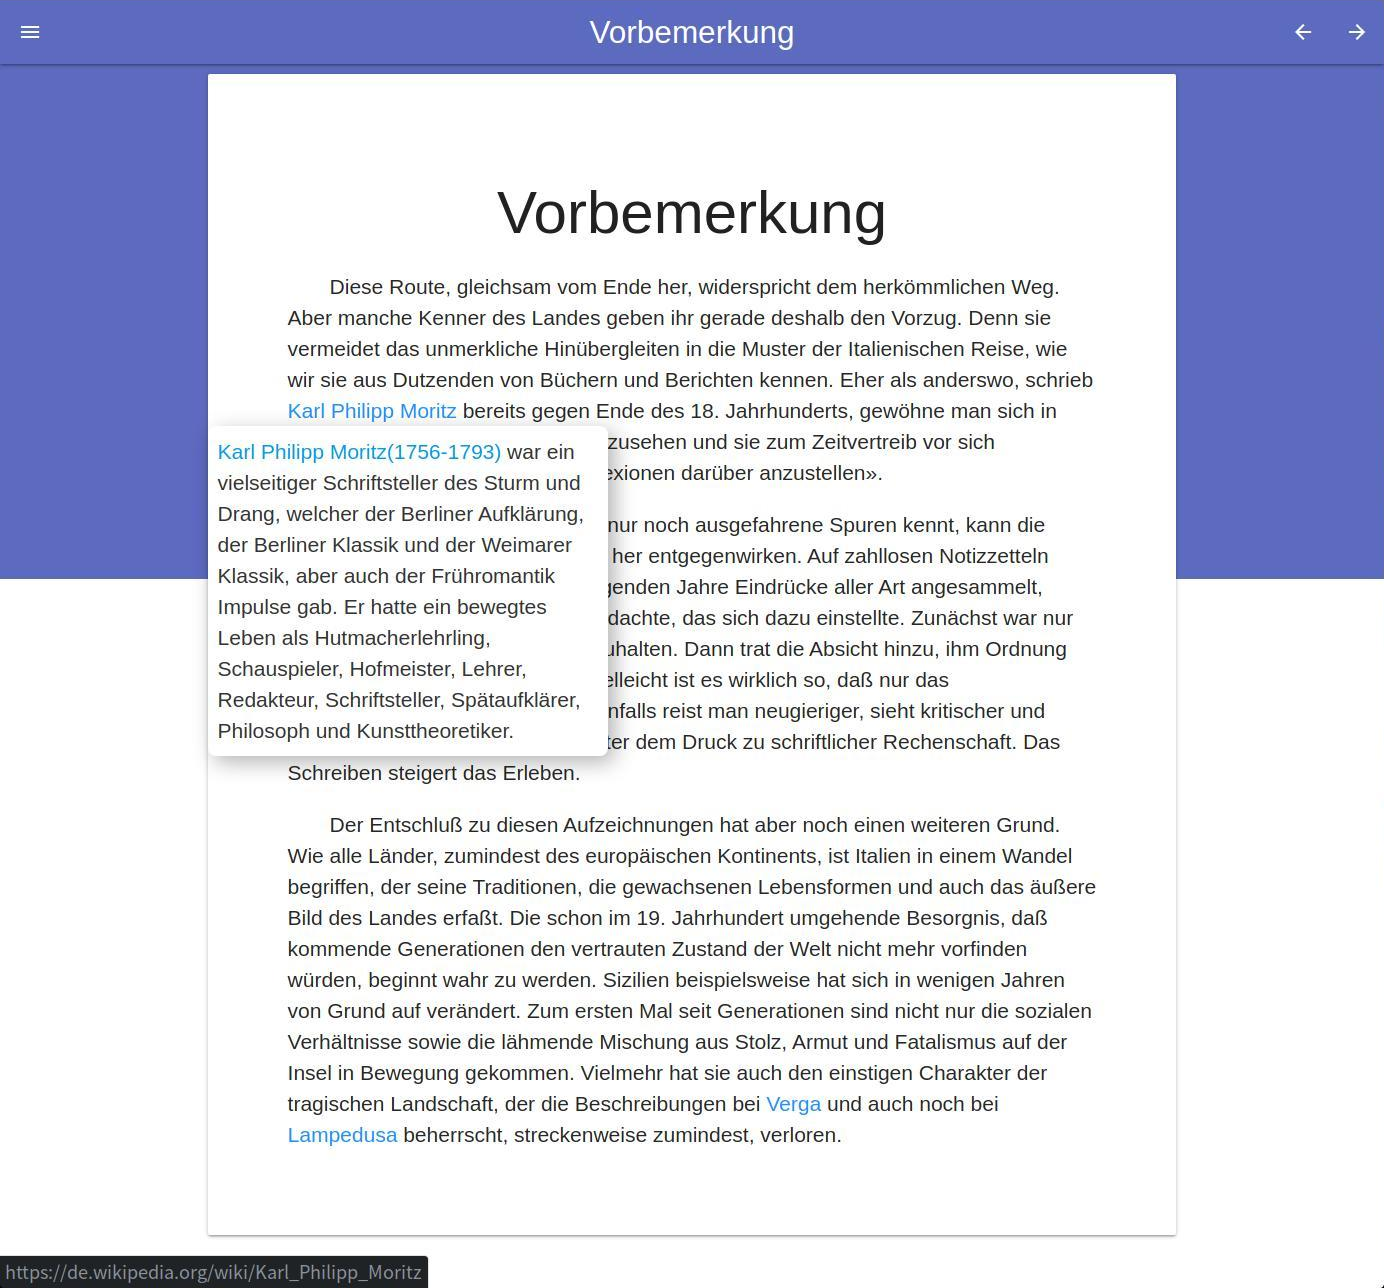 Vorbemerkung
Vorbemerkung
Diese Route, gleichsam vom Ende her, widerspricht dem herkömmlichen Weg.
Aber manche Kenner des Landes geben ihr gerade deshalb den Vorzug. Denn sie
vermeidet das unmerkliche Hinübergleiten in die Muster der Italienischen Reise, wie
wir sie aus Dutzenden von Büchern und Berichten kennen. Eher als anderswo, schrieb
Karl Philipp Moritz bereits gegen Ende des 18. Jahrhunderts, gewöhne man sich in
zusehen und sie zum Zeitvertreib vor sich
exionen darüber anzustellen».
nur noch ausgefahrene Spuren kennt, kann die
her entgegenwirken. Auf zahllosen Notizzetteln
genden Jahre Eindrücke aller Art angesammelt,
dachte, das sich dazu einstellte. Zunächst war nur
uhalten. Dann trat die Absicht hinzu, ihm Ordnung
elleicht ist es wirklich so, daß nur das
nfalls reist man neugieriger, sieht kritischer und
ter dem Druck zu schriftlicher Rechenschaft. Das
Schreiben steigert das Erleben.
Karl Philipp Moritz(1756-1793) war ein
vielseitiger Schriftsteller des Sturm und
Drang, welcher der Berliner Aufklärung,
der Berliner Klassik und der Weimarer
Klassik, aber auch der Frühromantik
Impulse gab. Er hatte ein bewegtes
Leben als Hutmacherlehrling,
Schauspieler, Hofmeister, Lehrer,
Redakteur, Schriftsteller, Spätaufklärer,
Philosoph und Kunsttheoretiker.
Der Entschluß zu diesen Aufzeichnungen hat aber noch einen weiteren Grund.
Wie alle Länder, zumindest des europäischen Kontinents, ist Italien in einem Wandel
begriffen, der seine Traditionen, die gewachsenen Lebensformen und auch das äußere
Bild des Landes erfaßt. Die schon im 19. Jahrhundert umgehende Besorgnis, daß
kommende Generationen den vertrauten Zustand der Welt nicht mehr vorfinden
würden, beginnt wahr zu werden. Sizilien beispielsweise hat sich in wenigen Jahren
von Grund auf verändert. Zum ersten Mal seit Generationen sind nicht nur die sozialen
Verhältnisse sowie die lähmende Mischung aus Stolz, Armut und Fatalismus auf der
Insel in Bewegung gekommen. Vielmehr hat sie auch den einstigen Charakter der
tragischen Landschaft, der die Beschreibungen bei Verga und auch noch bei
Lampedusa beherrscht, streckenweise zumindest, verloren.
https://de.wikipedia.org/wiki/Karl_Philipp_Moritz